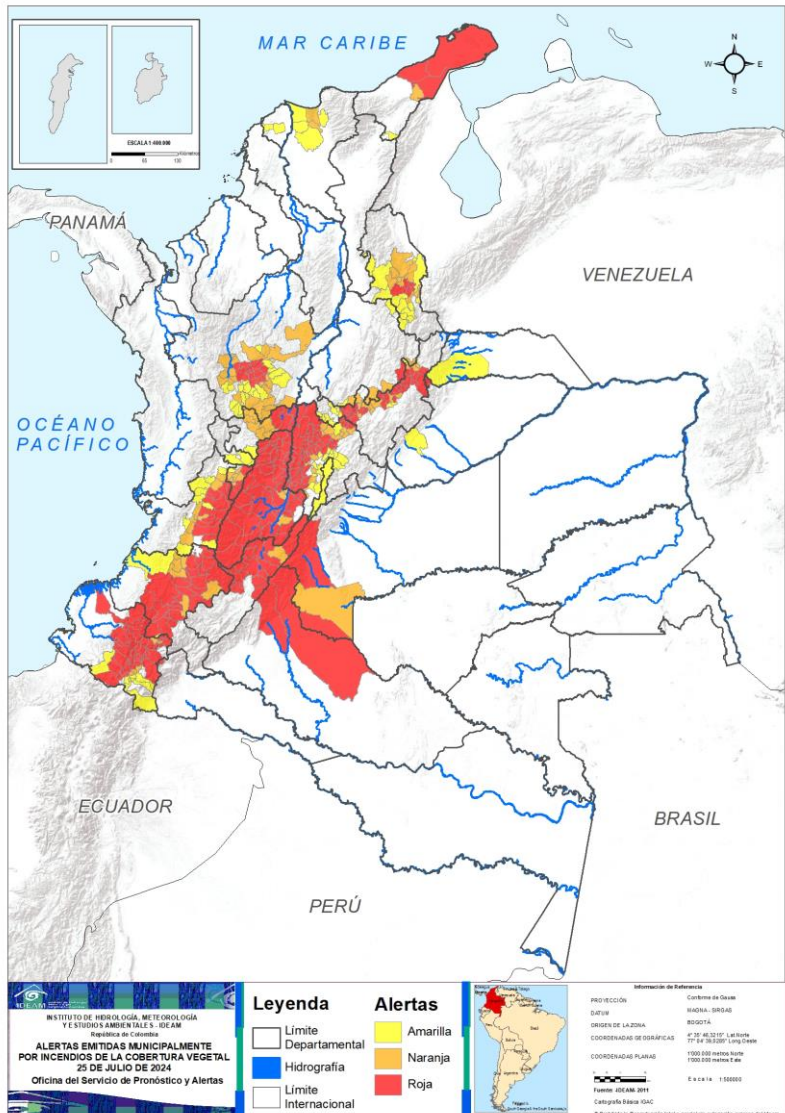 MAR CARIBE
N
W
E
S
ESCALA 1:400.000
PANAMÁ
VENEZUELA
OCÉANO
PACÍFICO
ECUADOR
BRASIL
PERÚ
IDEAM
INSTITUTO DE HIDROLOGÍA, METEOROLOGÍA
Y ESTUDIOS AMBIENTALES - IDEAM
República de Colombia
ALERTAS EMITIDAS MUNICIPALMENTE
POR INCENDIOS DE LA COBERTURA VEGETAL
25 DE JULIO DE 2024
Oficina del Servicio de Pronóstico y Alertas
Leyenda
Límite
Departamental
Hidrografía
Límite
Internacional
Alertas
Amarilla
Naranja
Roja
Información de Referencia
PROYECCIÓN Conforme de Gauss
DATUM MAGNA - SIRGAS
ORIGEN DE LA ZONA BOGOTÁ
COORDENADAS GEOGRÁFICAS
COORDENADAS PLANAS 1'000.000 metros Norte
1'000.000 metros Este
Escala 1:500000
Fuente: IDEAM- 2011
Cartografía Básica IGAC